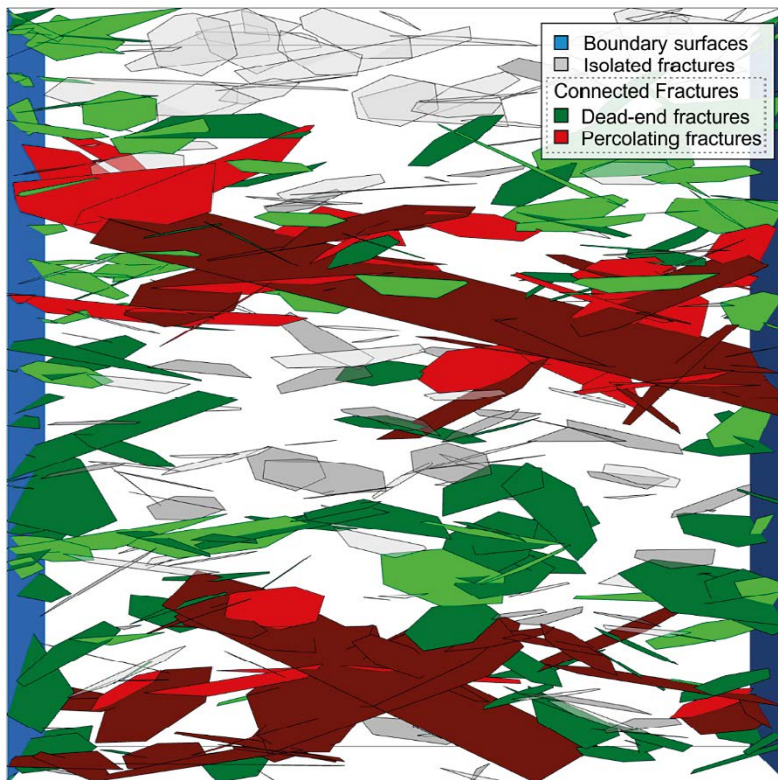 Boundary surfaces
Isolated fractures
Connected Fractures
Dead-end fractures
Percolating fractures